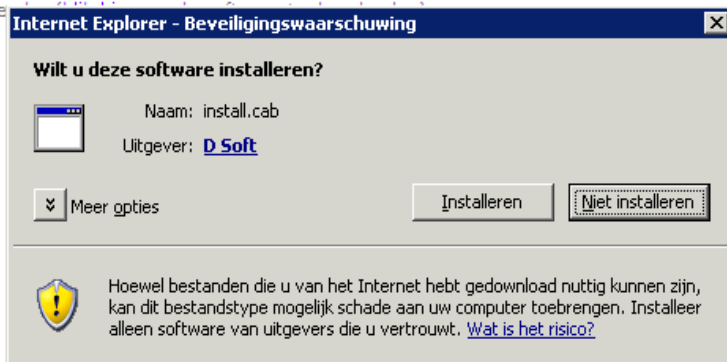 Internet Explorer - Beveiligingswaarschuwing
Wilt u deze software installeren?
Naam: install.cab
Uitgever: D Soft
Meer opties
Installeren
Niet installeren
Hoewel bestanden die u van het Internet hebt gedownload nuttig kunnen zijn,
kan dit bestandstype mogelijk schade aan uw computer toebrengen. Installeer
alleen software van uitgevers die u vertrouwt. Wat is het risico?